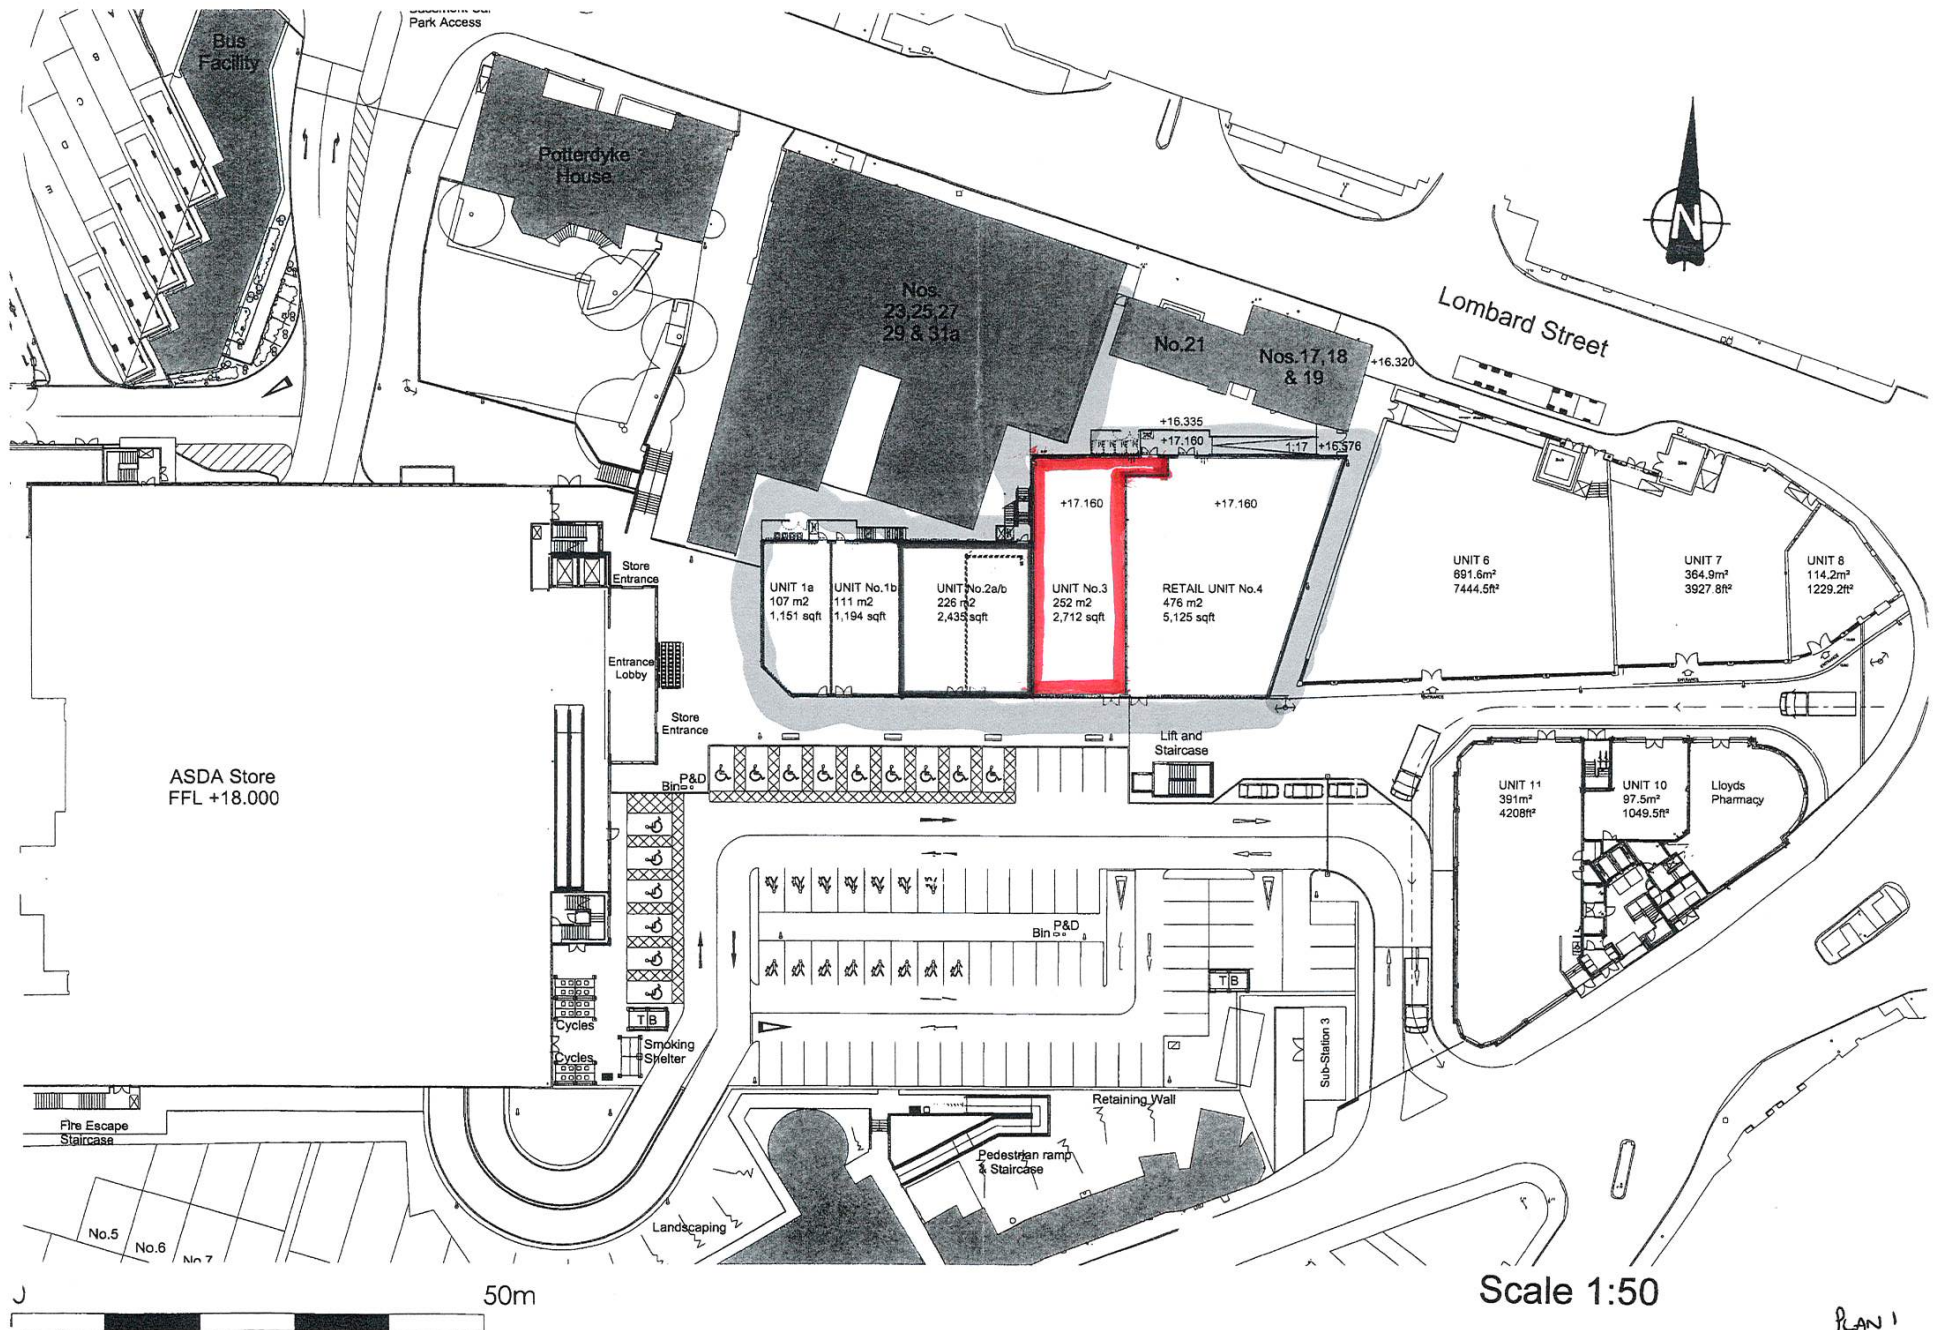 Park Access
Bus
Facility
C
D
E
Potterdyke
House
Nos.
23,25,27
29 & 31a
No.21
Nos.17,18
& 19
+16.320
Lombard Street
N
+16.335
+17.160
1:17
+16.576
+17.160
+17.160
Store
Entrance
UNIT 1a
107 m2
1,151 sqft
UNIT No.1b
111 m2
1,194 sqft
UNIT No.2a/b
226 m2
2,435 sqft
UNIT No.3
252 m2
2,712 sqft
RETAIL UNIT No.4
476 m2
5,125 sqft
UNIT 6
691.6m²
7444.5ft²
UNIT 7
364.9m²
3927.8ft²
UNIT 8
114.2m²
1229.2ft²
Entrance
Lobby
ENTRANCE
ENTRANCE
ENTRANCE
Store
Entrance
Lift and
Staircase
P&D
Bin
ASDA Store
FFL +18.000
UNIT 11
391m²
4208ft²
UNIT 10
97.5m²
1049.5ft²
Lloyds
Pharmacy
P&D
Bin
T B
T B
Cycles
Cycles
Smoking
Shelter
Sub-Station 3
Retaining Wall
Fire Escape
Staircase
Pedestrian ramp
& Staircase
Landscaping
No.5
No.6
No.7
50m
Scale 1:50
PLAN 1